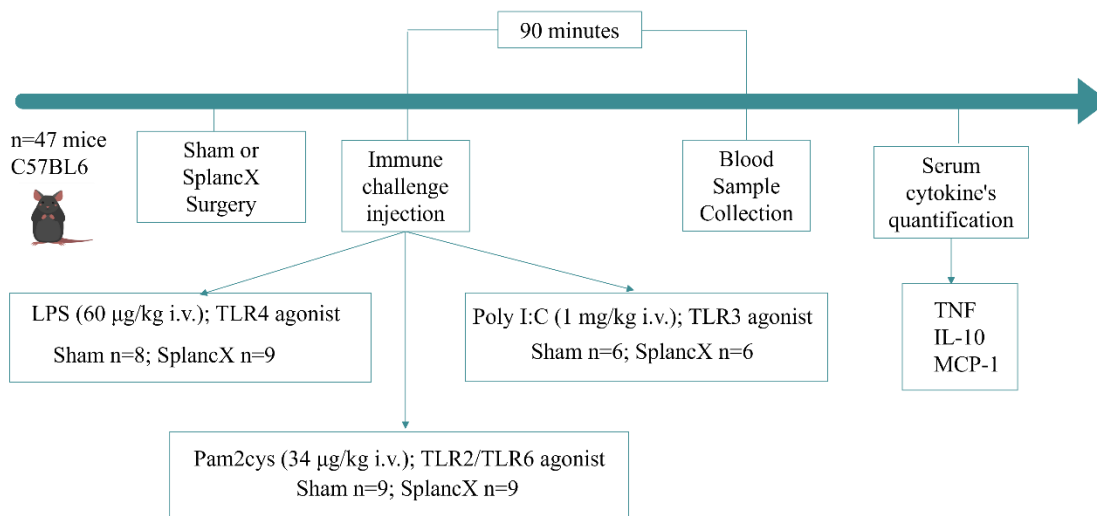 90 minutes
n=47 mice
C57BL6
Sham or
SplancX
Surgery
Immune
challenge
injection
Blood
Sample
Collection
Serum
cytokine's
quantification
LPS (60 μg/kg i.v.); TLR4 agonist
Sham n=8; SplancX n=9
Poly I:C (1 mg/kg i.v.); TLR3 agonist
Sham n=6; SplancX n=6
TNF
IL-10
MCP-1
Pam2cys (34 μg/kg i.v.); TLR2/TLR6 agonist
Sham n=9; SplancX n=9